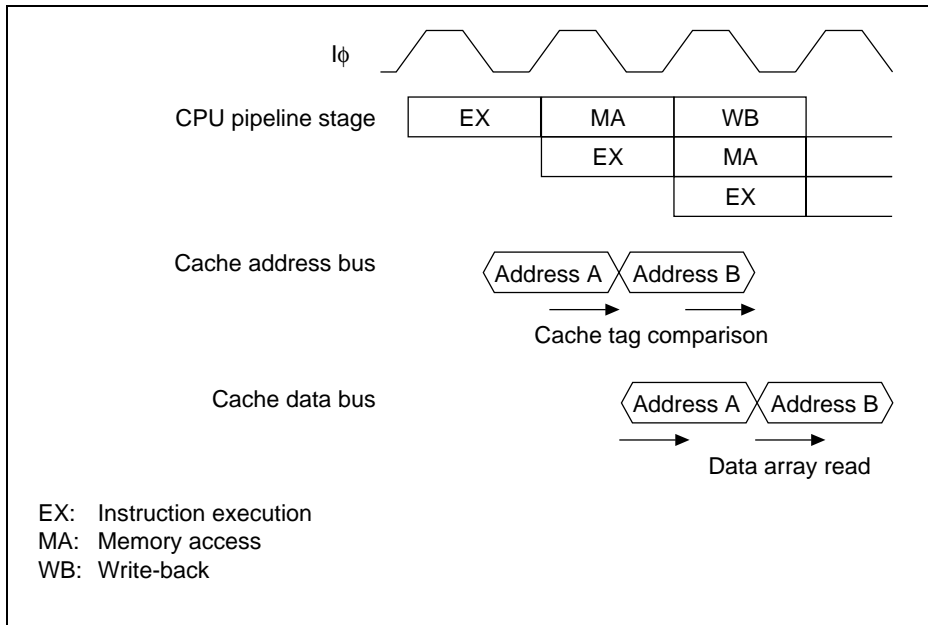 Iϕ
CPU pipeline stage EX MA WB
EX MA
EX
Cache address bus Address A Address B
Cache tag comparison
Cache data bus Address A Address B
Data array read
EX: Instruction execution
MA: Memory access
WB: Write-back